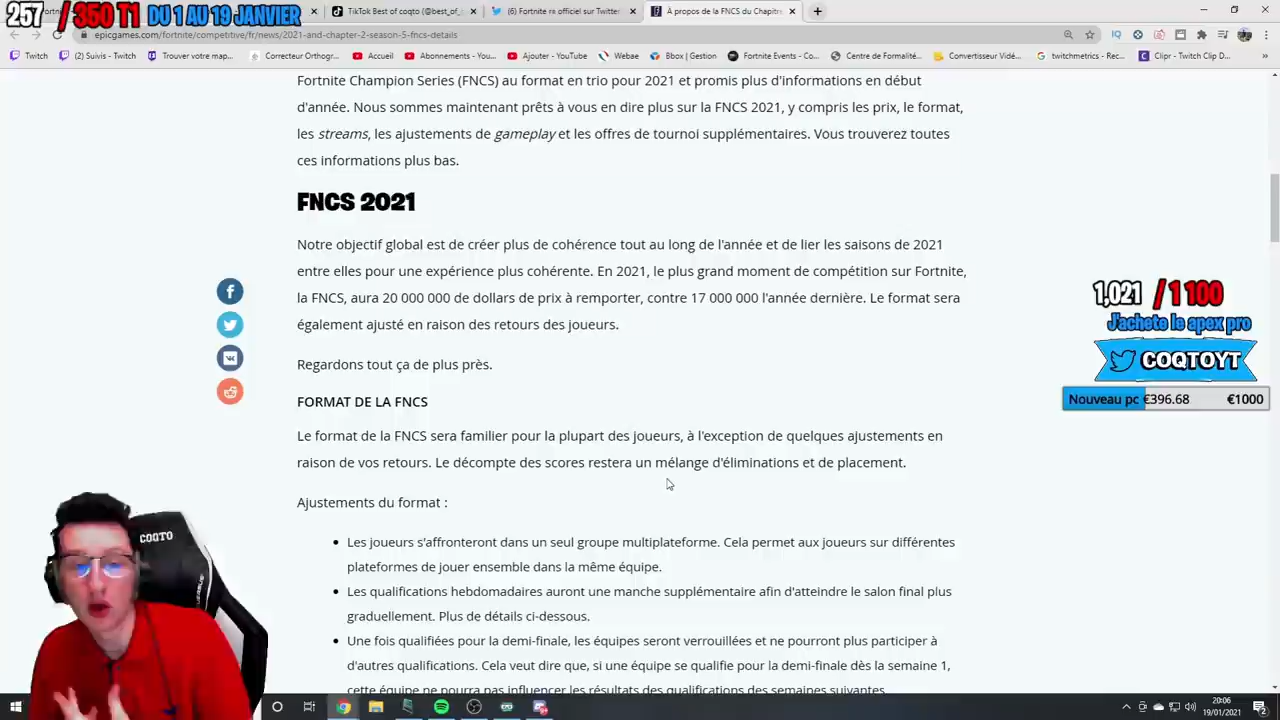 257 / 350 T1 DU 1 AU 19 JANVIER
TikTok Best of coqto (@best_of_
(6) Fortnite fr officiel sur Twitter
À propos de la FNCS du Chapitre
epicgames.com/fortnite/competitive/fr/news/2021-and-chapter-2-season-5-fncs-details
Twitch
(2) Suivi - Twitch
Trouvez votre map...
Correcteur Orthogr...
Accueil - YouTube
Abonnements - You...
Ajouter - YouTube
Webae
Bbox | Gestion
Fortnite Events - Co...
Centre de Formalité...
Convertisseur Vidé...
twitchmetrics - Rec...
Clipr - Twitch Clip D...
Fortnite Champion Series (FNCS) au format en trio pour 2021 et promis plus d'informations en début
d'année. Nous sommes maintenant prêts à vous en dire plus sur la FNCS 2021, y compris les prix, le format,
les streams, les ajustements de gameplay et les offres de tournoi supplémentaires. Vous trouverez toutes
ces informations plus bas.
FNCS 2021
Notre objectif global est de créer plus de cohérence tout au long de l'année et de lier les saisons de 2021
entre elles pour une expérience plus cohérente. En 2021, le plus grand moment de compétition sur Fortnite,
la FNCS, aura 20 000 000 de dollars de prix à remporter, contre 17 000 000 l'année dernière. Le format sera
également ajusté en raison des retours des joueurs.
1,021 / 1 100
J'achete le apex pro
COQTOYT
Nouveau pc €396.68 €1000
Regardons tout ça de plus près.
FORMAT DE LA FNCS
Le format de la FNCS sera familier pour la plupart des joueurs, à l'exception de quelques ajustements en
raison de vos retours. Le décompte des scores restera un mélange d'éliminations et de placement.
Ajustements du format :
Les joueurs s'affronteront dans un seul groupe multiplateforme. Cela permet aux joueurs sur différentes
plateformes de jouer ensemble dans la même équipe.
Les qualifications hebdomadaires auront une manche supplémentaire afin d'atteindre le salon final plus
graduellement. Plus de détails ci-dessous.
Une fois qualifiées pour la demi-finale, les équipes seront verrouillées et ne pourront plus participer à
d'autres qualifications. Cela veut dire que, si une équipe se qualifie pour la demi-finale dès la semaine 1,
cette équipe ne pourra pas influencer les résultats des qualifications des semaines suivantes.
COQTO
20:06
19/01/2021